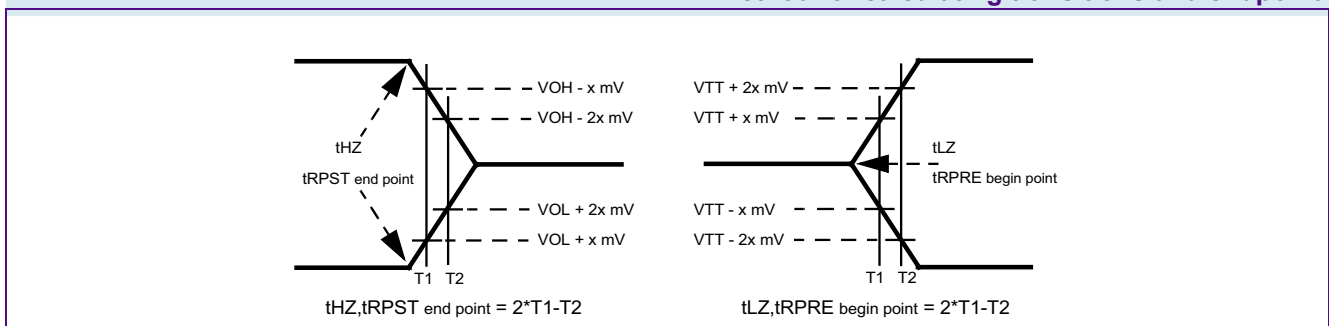 VOH - x mV
VOH - 2x mV
tHZ
tRPST end point
VOL + 2x mV
VOL + x mV
T1 T2
tHZ,tRPST end point = 2*T1-T2
VTT + 2x mV
VTT + x mV
tLZ
tRPRE begin point
VTT - x mV
VTT - 2x mV
T1 T2
tLZ,tRPRE begin point = 2*T1-T2